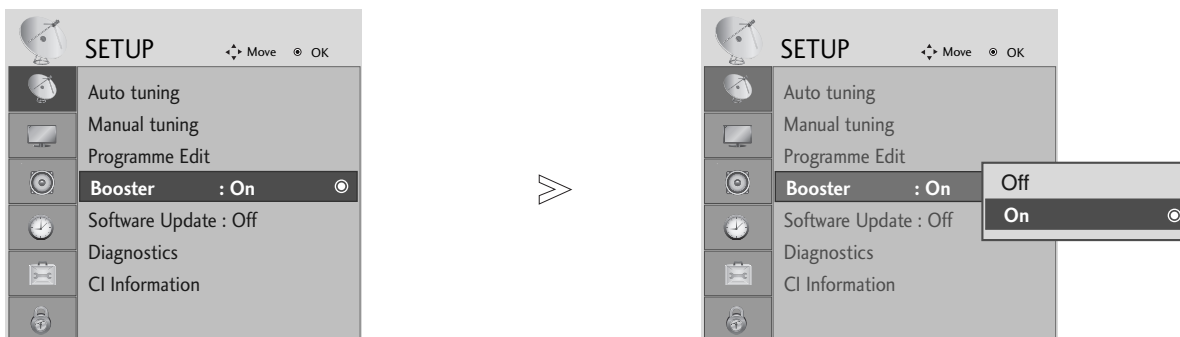 SETUP Move OK
Auto tuning
Manual tuning
Programme Edit
Booster : On
Software Update : Off
Diagnostics
CI Information
SETUP Move OK
Auto tuning
Manual tuning
Programme Edit
Booster : On
Software Update : Off
Diagnostics
CI Information
Off
On